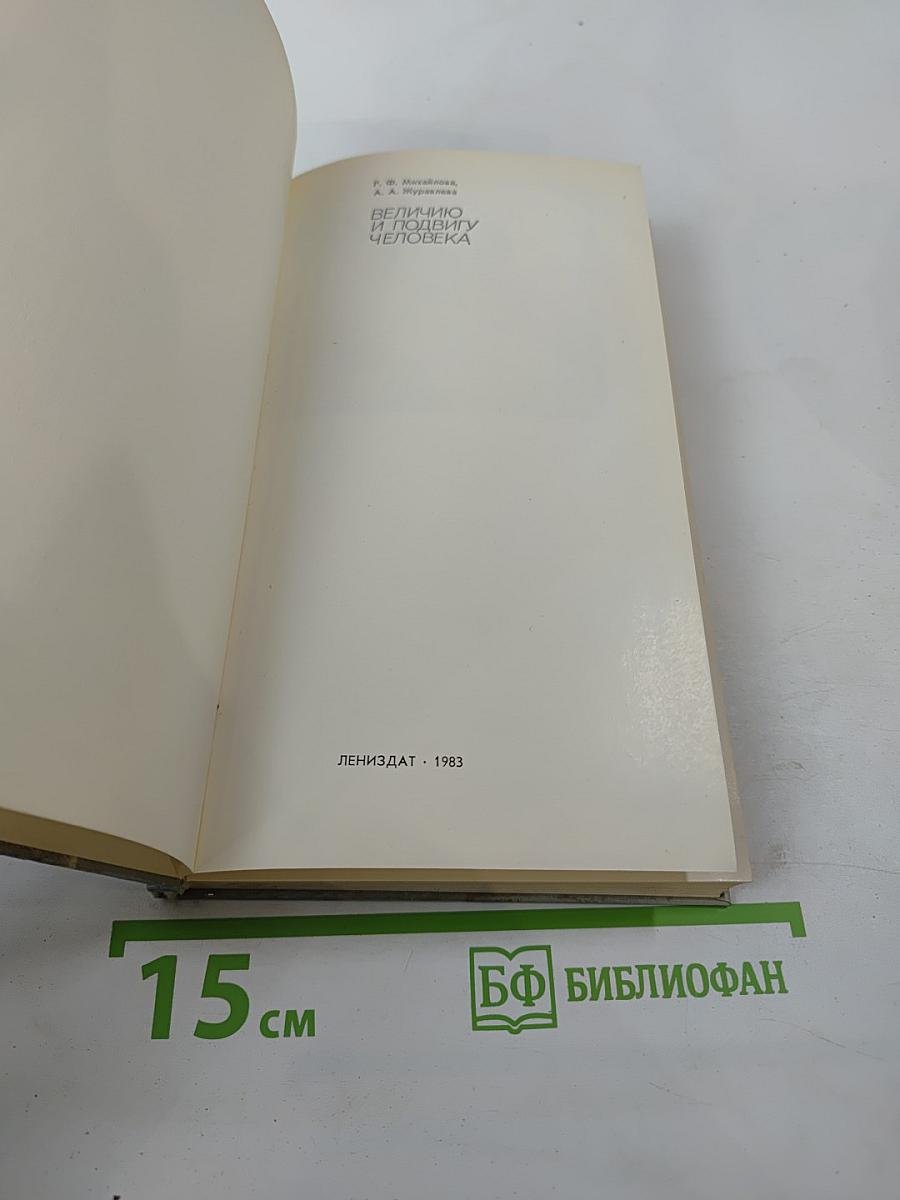 Р. Ф. Михайлова,
А. А. Журавлева
ВЕЛИЧИЮ
И ПОДВИГУ
ЧЕЛОВЕКА
ЛЕНИЗДАТ · 1983
15 см
БФ БИБЛИОФАН